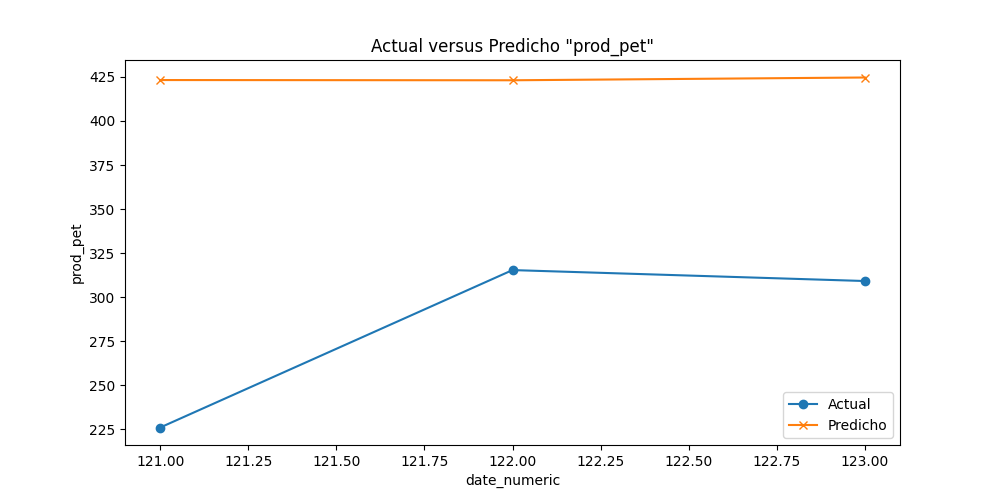 Actual versus Predicho "prod_pet"
prod_pet
425
400
375
350
325
300
275
250
225
Actual
Predicho
121.00 121.25 121.50 121.75 122.00 122.25 122.50 122.75 123.00
date_numeric